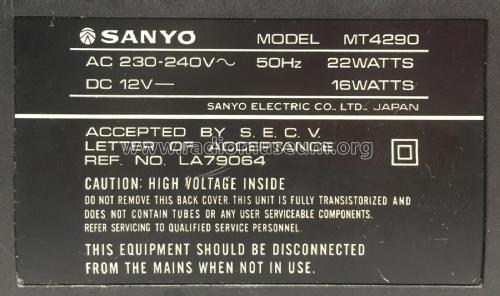 SANYO MODEL MT4290
AC 230-240V~ 50Hz 22WATTS
DC 12V⎓ 16WATTS
SANYO ELECTRIC CO., LTD., JAPAN
ACCEPTED BY S.E.C.V.
LETTER OF ACCEPTANCE
www.radiomuseum.org
REF. NO. LA79064
CAUTION: HIGH VOLTAGE INSIDE
DO NOT REMOVE THIS BACK COVER. THIS UNIT IS FULLY TRANSISTORIZED AND
DOES NOT CONTAIN TUBES OR ANY USER SERVICEABLE COMPONENTS.
REFER SERVICING TO QUALIFIED SERVICE PERSONNEL.
THIS EQUIPMENT SHOULD BE DISCONNECTED
FROM THE MAINS WHEN NOT IN USE.